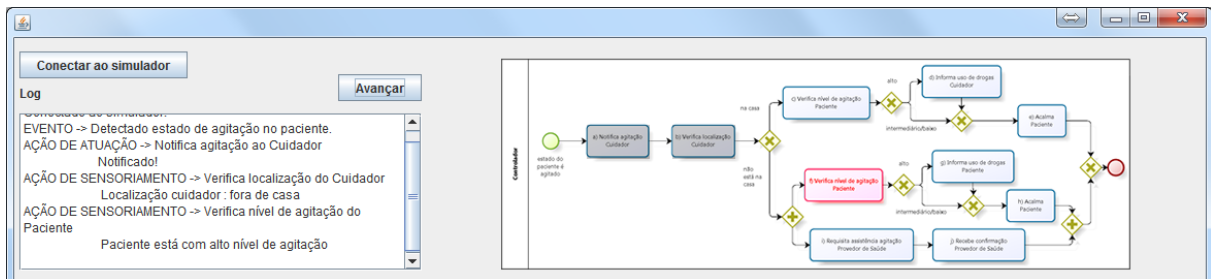 Conectar ao simulador
Log
Avançar
Conectado ao simulador.
EVENTO -> Detectado estado de agitação no paciente.
AÇÃO DE ATUAÇÃO -> Notifica agitação ao Cuidador
Notificado!
AÇÃO DE SENSORIAMENTO -> Verifica localização do Cuidador
Localização cuidador : fora de casa
AÇÃO DE SENSORIAMENTO -> Verifica nível de agitação do
Paciente
Paciente está com alto nível de agitação
Controlador
estado do
paciente é
agitado
a) Notifica agitação
Cuidador
b) Verifica localização
Cuidador
na casa
não
está na
casa
c) Verifica nível de agitação
Paciente
alto
intermediário/baixo
d) Informa uso de drogas
Cuidador
e) Acalma
Paciente
f) Verifica nível de agitação
Paciente
alto
intermediário/baixo
g) Informa uso de drogas
Paciente
h) Acalma
Paciente
i) Requisita assistência agitação
Provedor de Saúde
j) Recebe confirmação
Provedor de Saúde